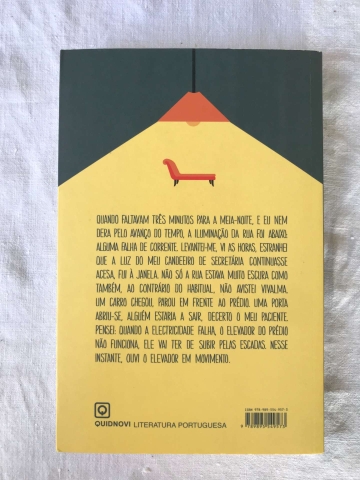 QUANDO FALTAVAM TRÊS MINUTOS PARA A MEIA-NOITE, E EU NEM
DERA PELO AVANÇO DO TEMPO, A ILUMINAÇÃO DA RUA FOI ABAIXO.
ALGUMA FALHA DE CORRENTE. LEVANTEI-ME, VI AS HORAS, ESTRANHEI
QUE A LUZ DO MEU CANDEEIRO DE SECRETÁRIA CONTINUASSE
ACESA, FUI À JANELA. NÃO SÓ A RUA ESTAVA MUITO ESCURA COMO
TAMBÉM, AO CONTRÁRIO DO HABITUAL, NÃO AVISTEI VIVALMA.
UM CARRO CHEGOU, PAROU EM FRENTE AO PRÉDIO. UMA PORTA
ABRIU-SE, ALGUÉM ESTARIA A SAIR, DECERTO O MEU PACIENTE.
PENSEI: QUANDO A ELECTRICIDADE FALHA, O ELEVADOR DO PRÉDIO
NÃO FUNCIONA, ELE VAI TER DE SUBIR PELAS ESCADAS. NESSE
INSTANTE, OUVI O ELEVADOR EM MOVIMENTO.
QUIDNOVI LITERATURA PORTUGUESA